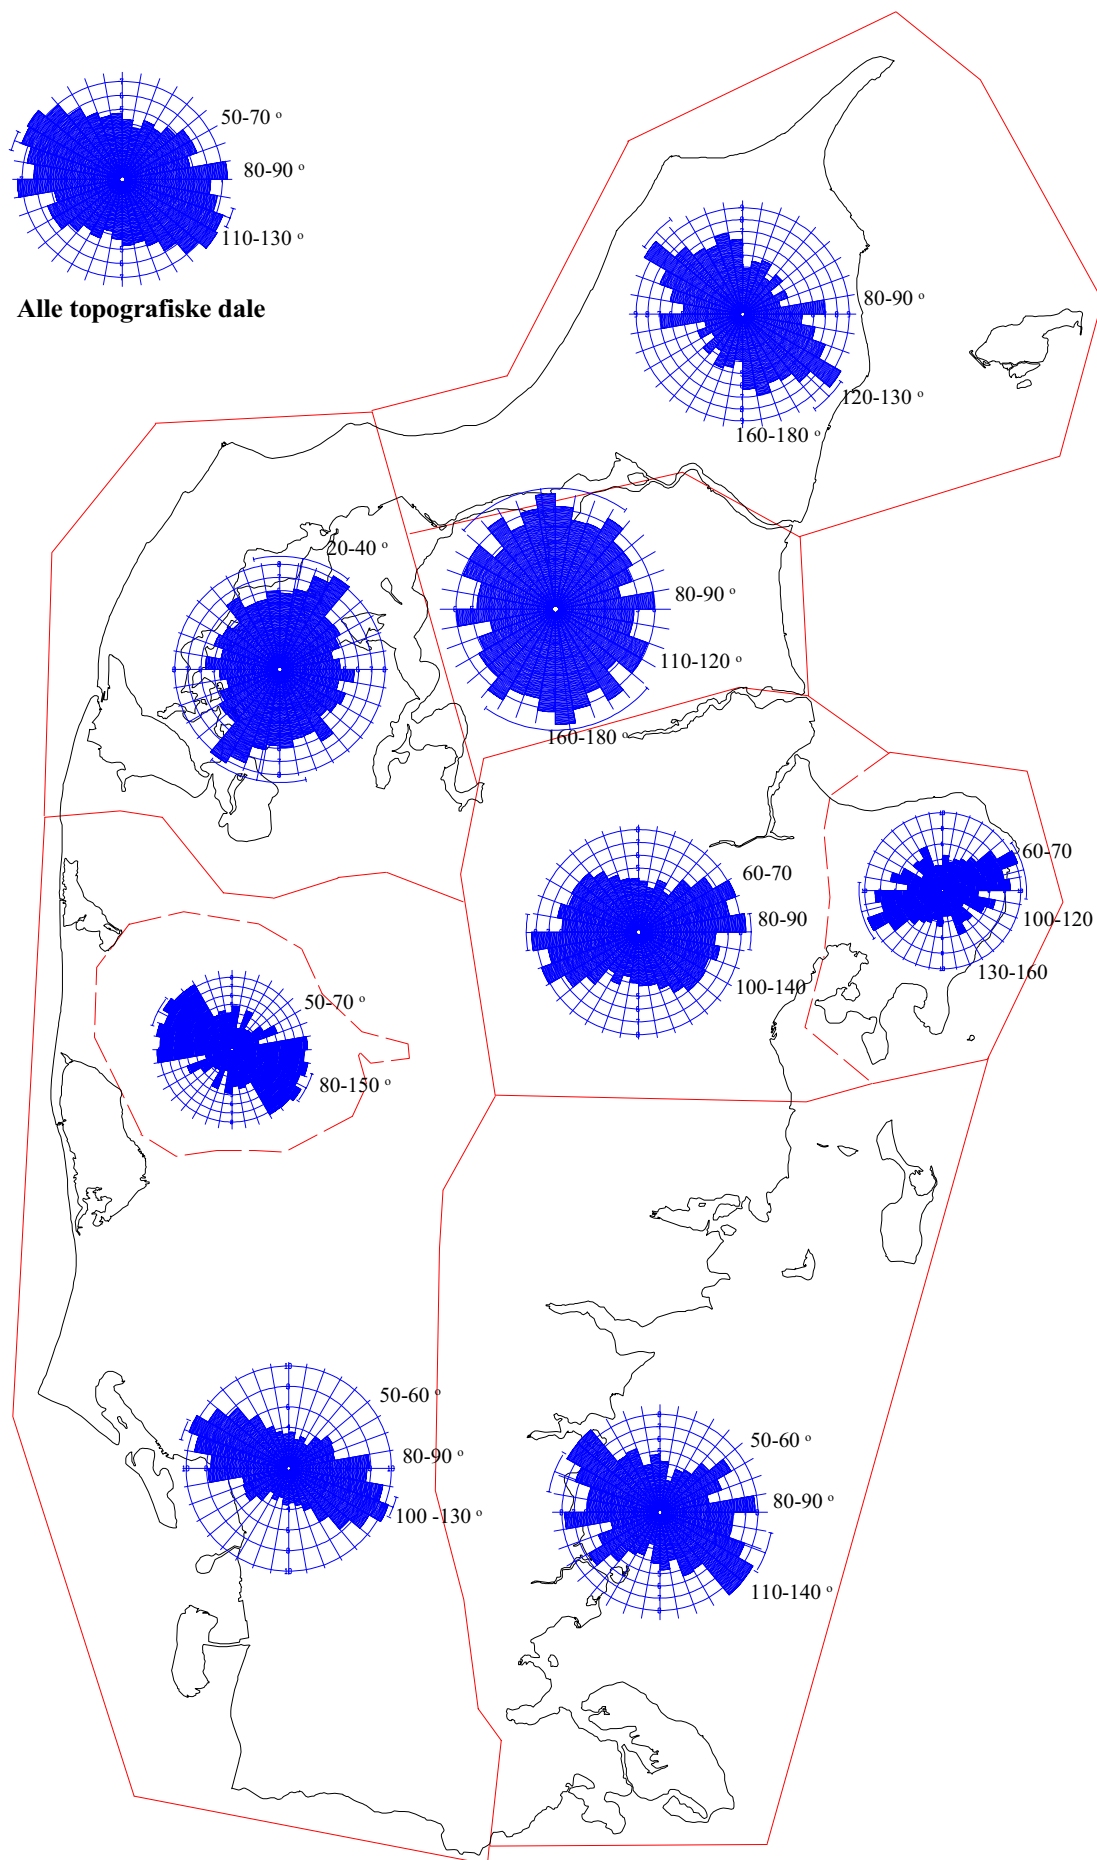 50-70 º
80-90 º
110-130 º
Alle topografiske dale
80-90 º
120-130 º
160-180 º
20-40 º
80-90 º
110-120 º
160-180 º
60-70
80-90
100-140
60-70
100-120
130-160
50-70 º
80-150 º
50-60 º
80-90 º
100 -130 º
50-60 º
80-90 º
110-140 º